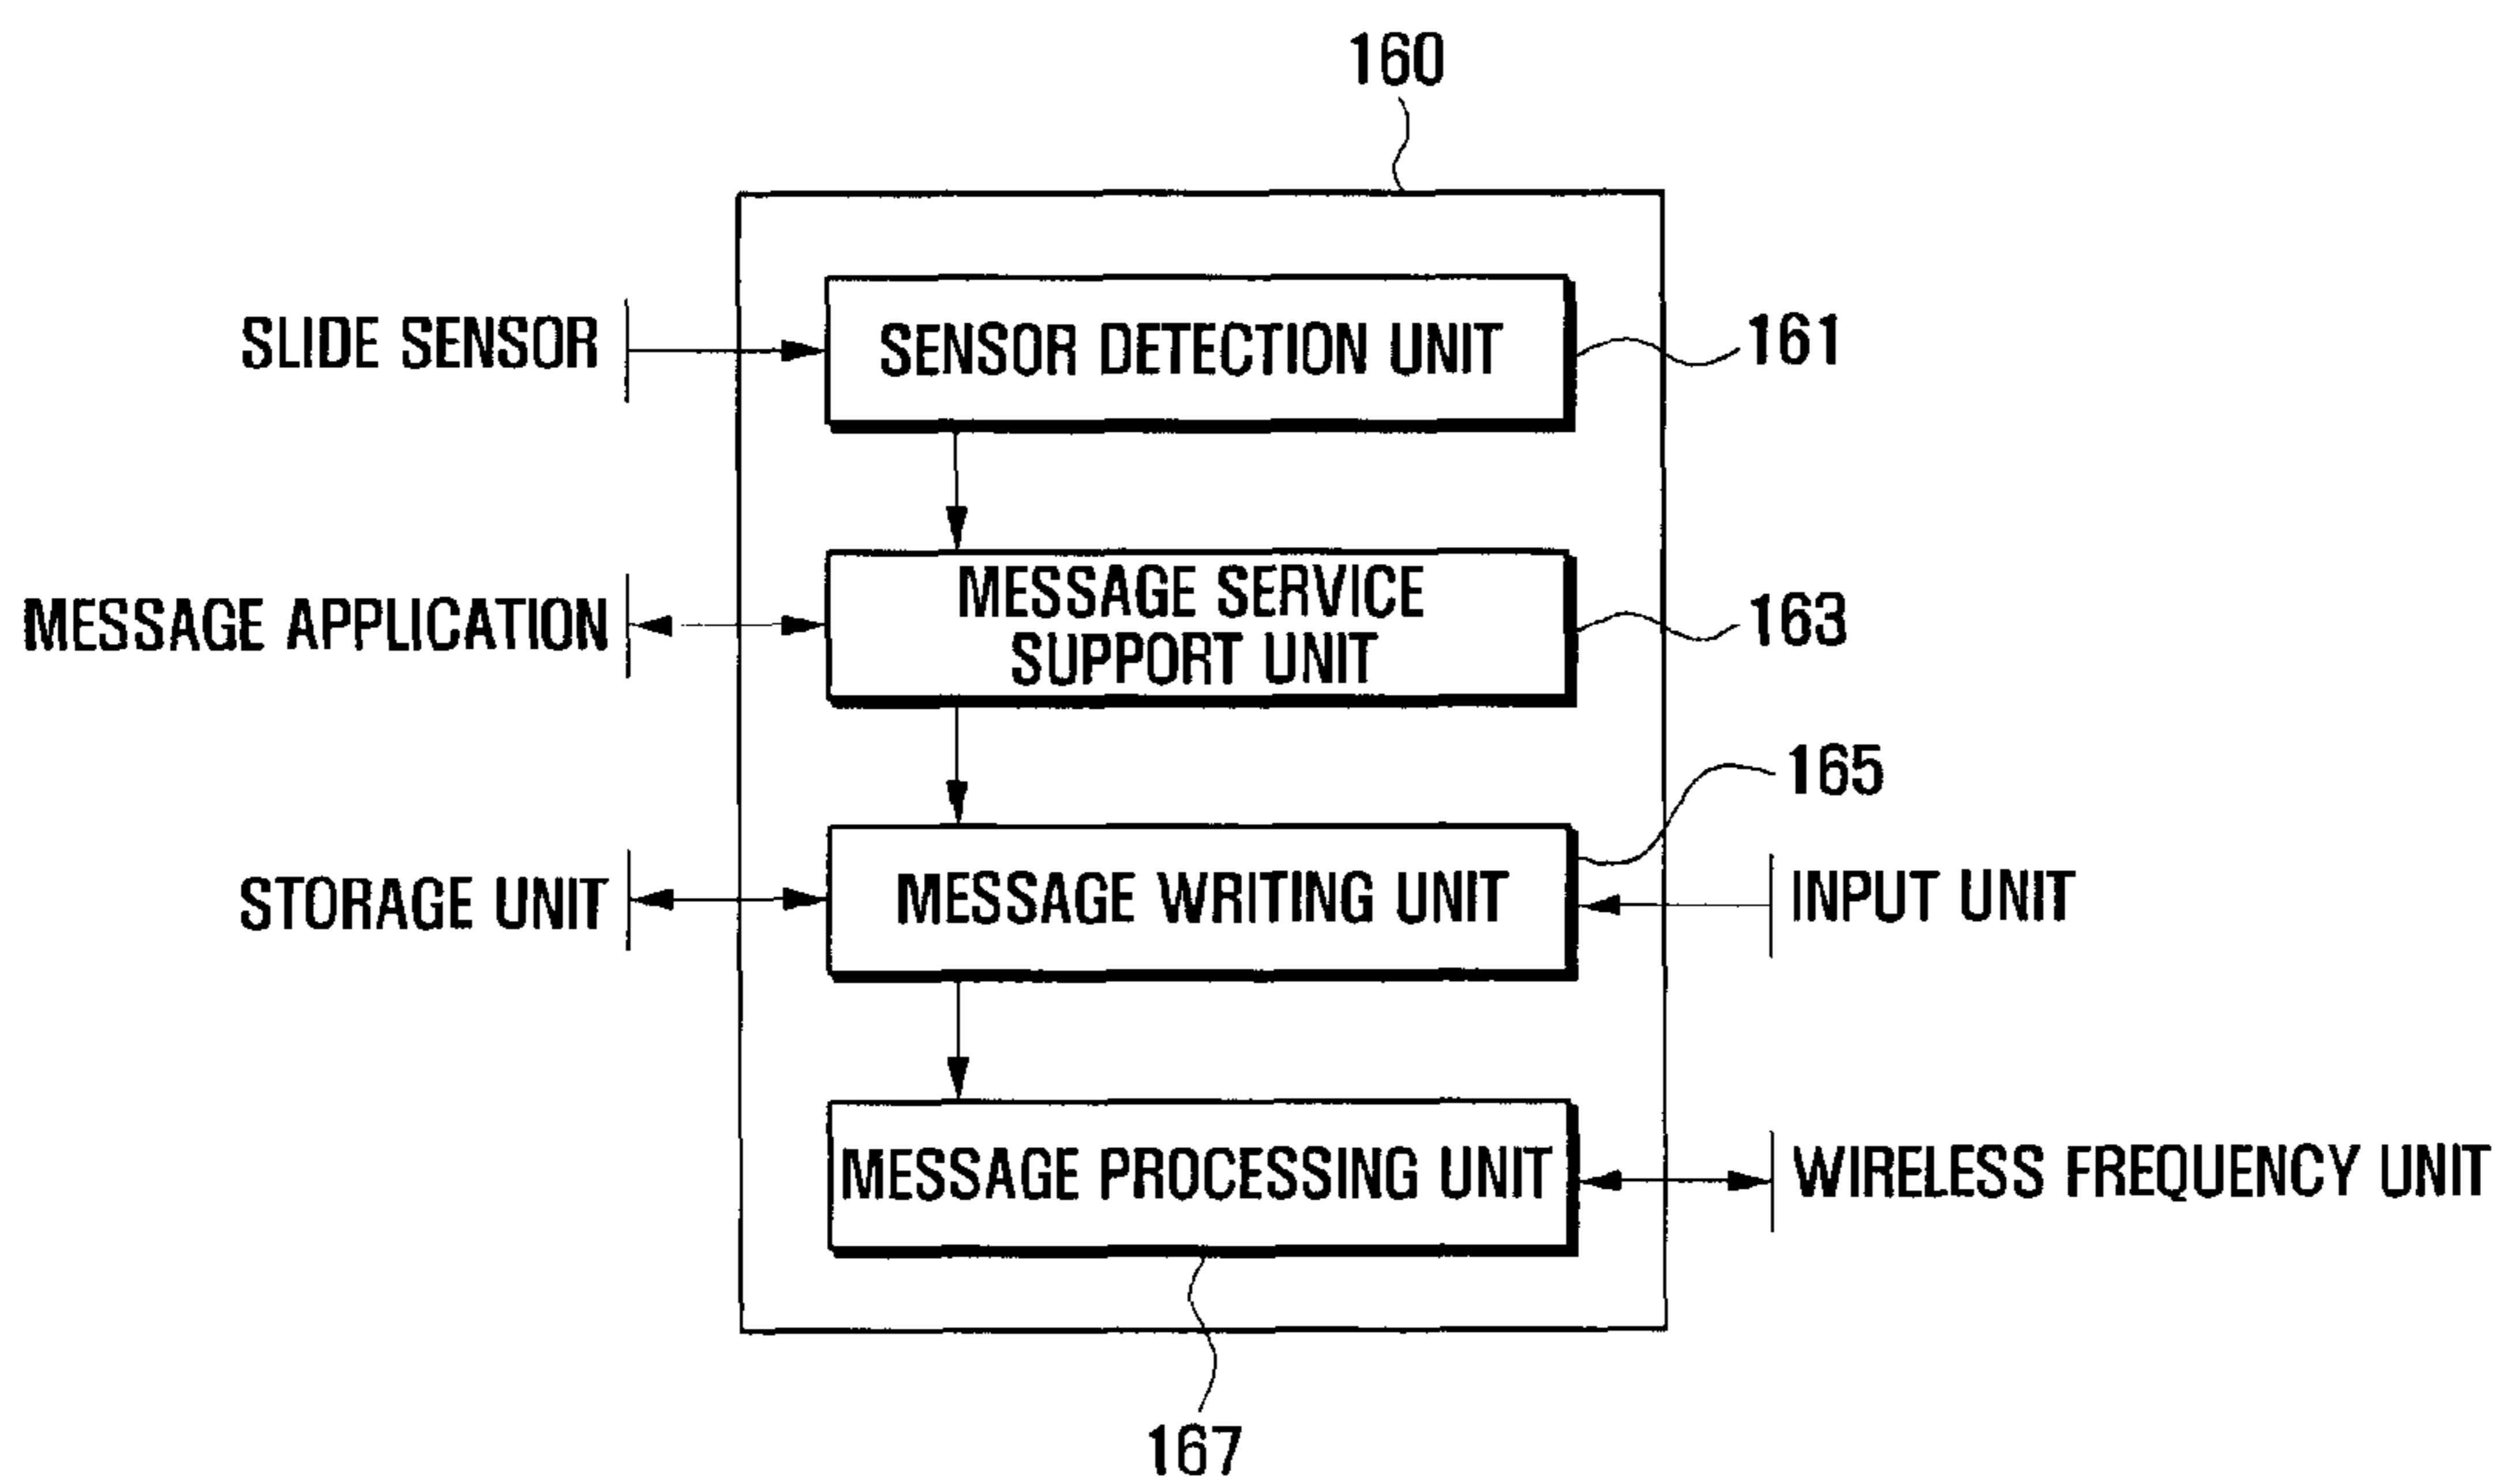 160
SLIDE SENSOR
SENSOR DETECTION UNIT
161
MESSAGE APPLICATION
MESSAGE SERVICE
SUPPORT UNIT
163
165
STORAGE UNIT
MESSAGE WRITING UNIT
INPUT UNIT
MESSAGE PROCESSING UNIT
WIRELESS FREQUENCY UNIT
167